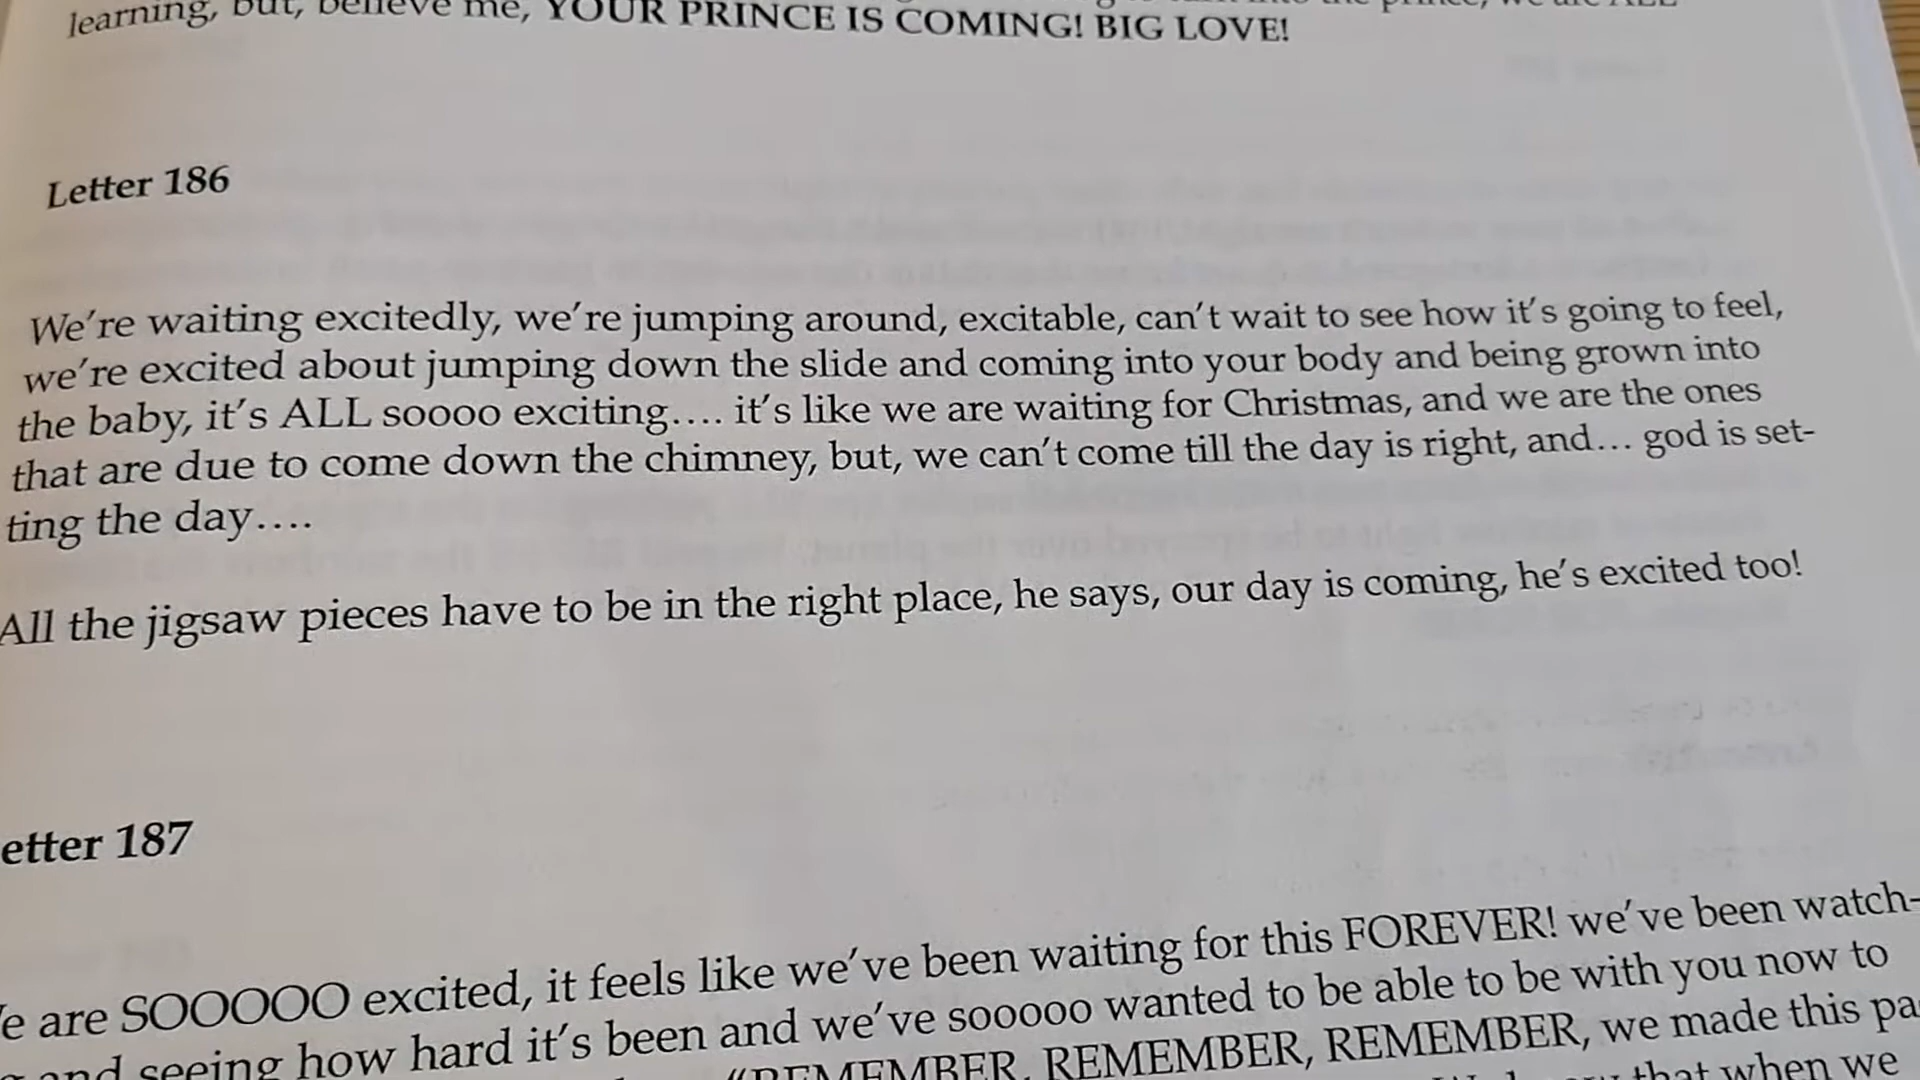 learning, but, believe me, YOUR PRINCE IS COMING! BIG LOVE!
Letter 186
We're waiting excitedly, we're jumping around, excitable, can't wait to see how it's going to feel,
we're excited about jumping down the slide and coming into your body and being grown into
the baby, it's ALL soooo exciting.... it's like we are waiting for Christmas, and we are the ones
that are due to come down the chimney, but, we can't come till the day is right, and... god is set-
ting the day....
All the jigsaw pieces have to be in the right place, he says, our day is coming, he's excited too!
etter 187
e are SOOOOO excited, it feels like we've been waiting for this FOREVER! we've been watch-
and seeing how hard it's been and we've sooooo wanted to be able to be with you now to
"REMEMBER, REMEMBER, REMEMBER, we made this pa
that when we